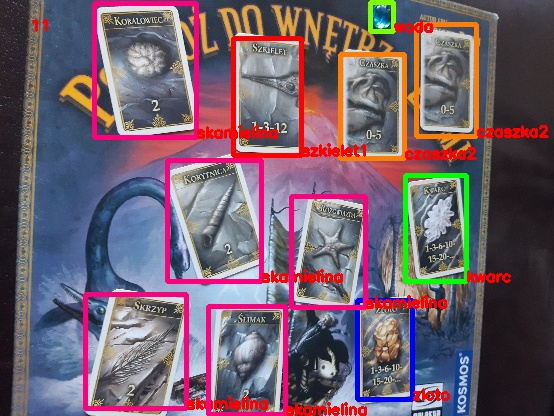 11
PODRÓŻ DO WNĘTRZA
AUTOR
woda
KORALOWIEC
2
skamielina
SZKIELET
1-3-12
szkielet1
CZASZKA
0-5
czaszka2
CZASZKA
0-5
czaszka2
KORYTNICA
2
skamielina
skamielina
KWARC
1-3-6-10-
15-20-...
kwarc
SKRZYP
2
skamielina
ŚLIMAK
2
skamielina
1-3-6-10-
15-20-...
zloto
KOSMOS